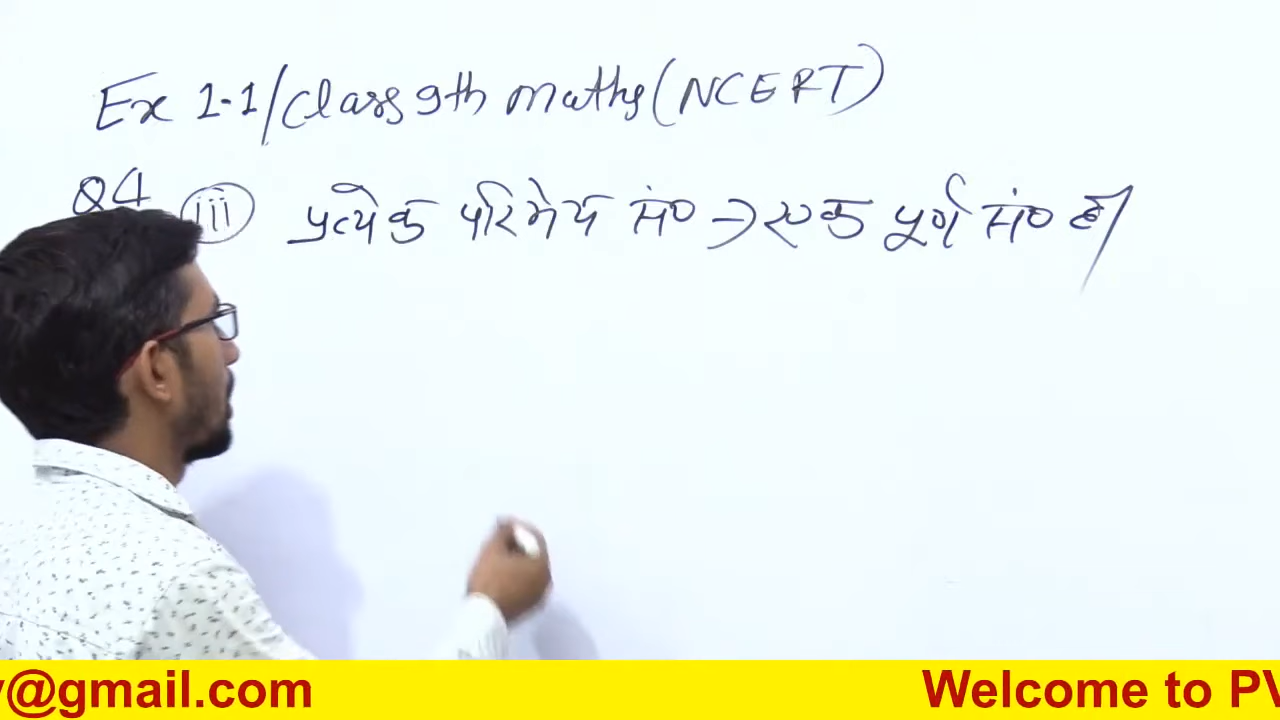 Ex 1.1/class 9th maths (NCERT)
Q4 (iii) प्रत्येक परिमेय सं० → एक पूर्ण सं० है/
y@gmail.com Welcome to PV